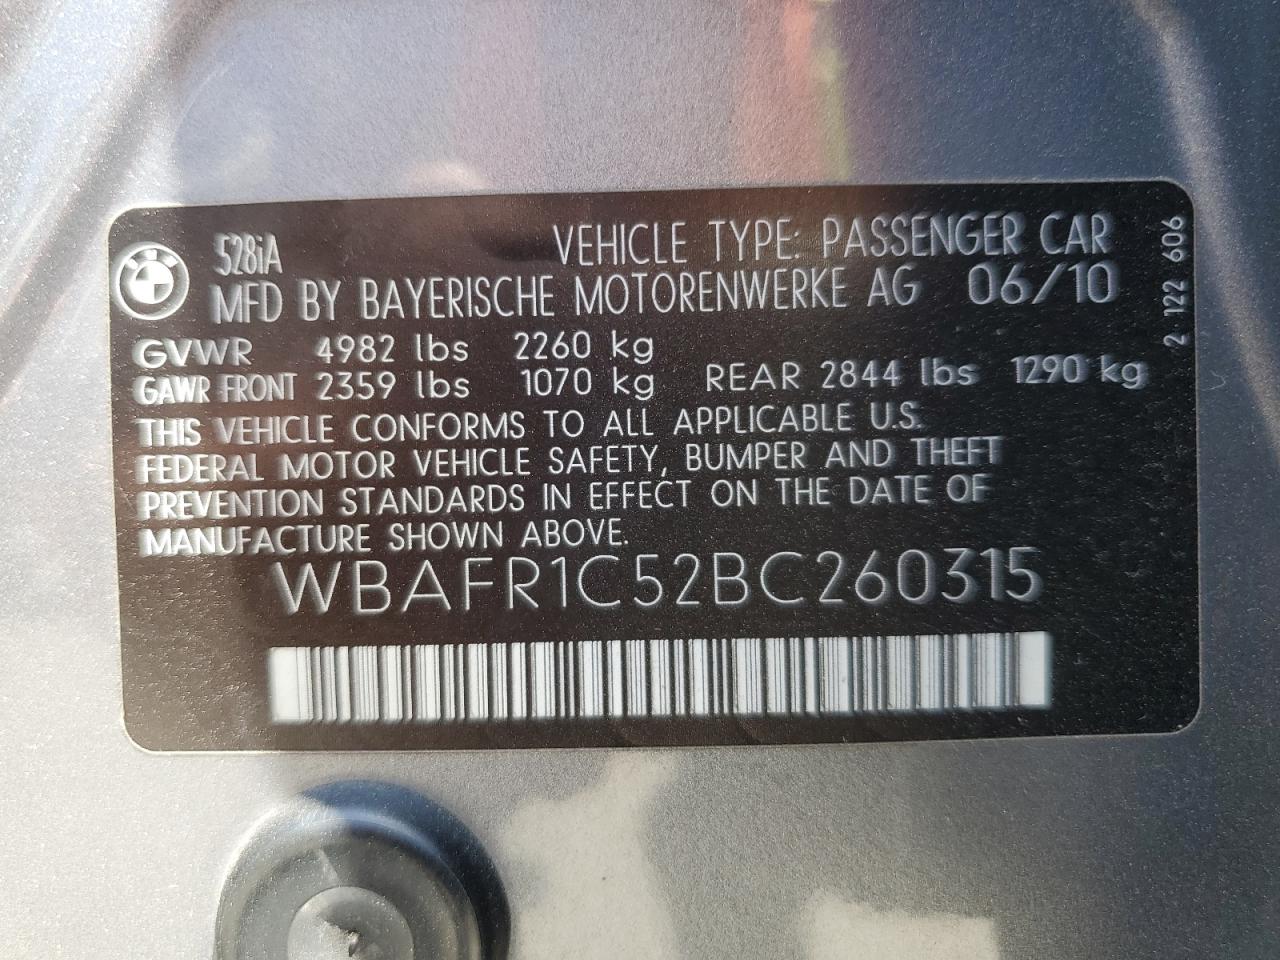 528iA VEHICLE TYPE: PASSENGER CAR
MFD BY BAYERISCHE MOTORENWERKE AG 06/10
GVWR 4982 lbs 2260 kg
GAWR FRONT 2359 lbs 1070 kg REAR 2844 lbs 1290 kg
THIS VEHICLE CONFORMS TO ALL APPLICABLE U.S.
FEDERAL MOTOR VEHICLE SAFETY, BUMPER AND THEFT
PREVENTION STANDARDS IN EFFECT ON THE DATE OF
MANUFACTURE SHOWN ABOVE.
WBAFR1C52BC260315
2 122 606